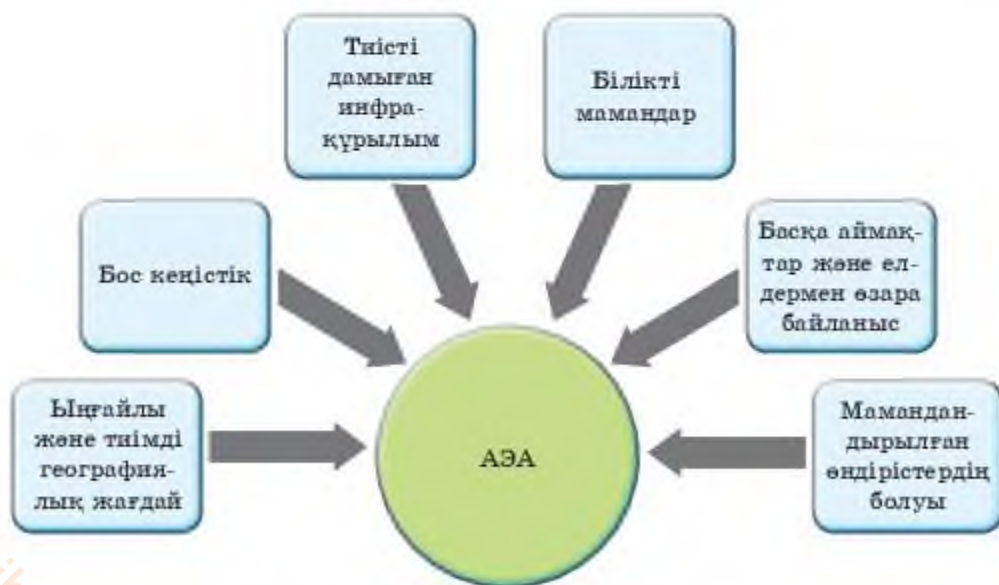 Тиісті
дамыған
инфра-
құрылым
Білікті
мамандар
Бос кеңістік
Басқа аймақ-
тар және ел-
дермен өзара
байланыс
Ыңғайлы
және тиімді
география-
лық жағдай
АЭА
Мамандан-
дырылған
өндірістердің
болуы